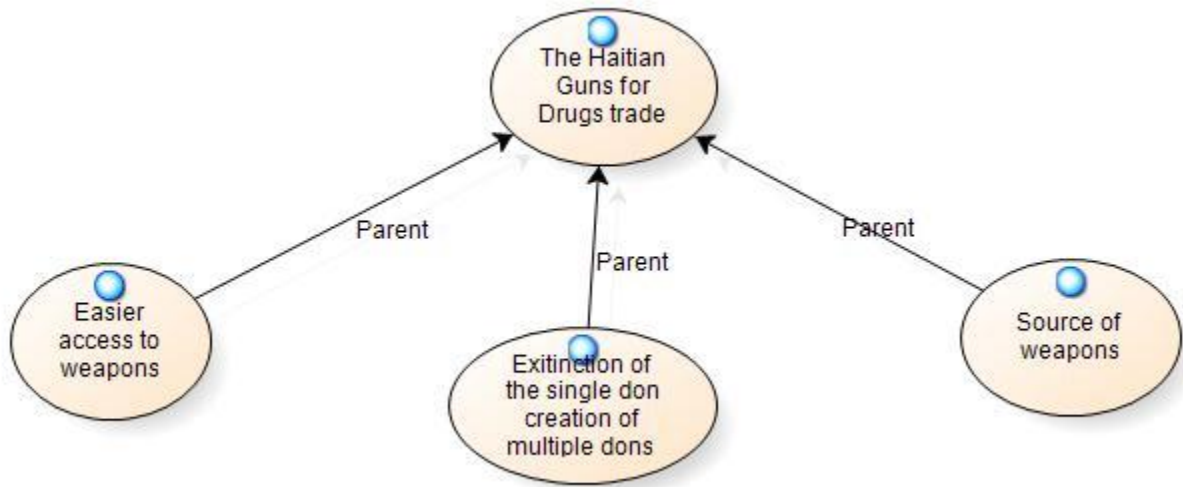 The Haitian
Guns for
Drugs trade
Parent
Parent
Parent
Easier
access to
weapons
Exitinction of
the single don
creation of
multiple dons
Source of
weapons